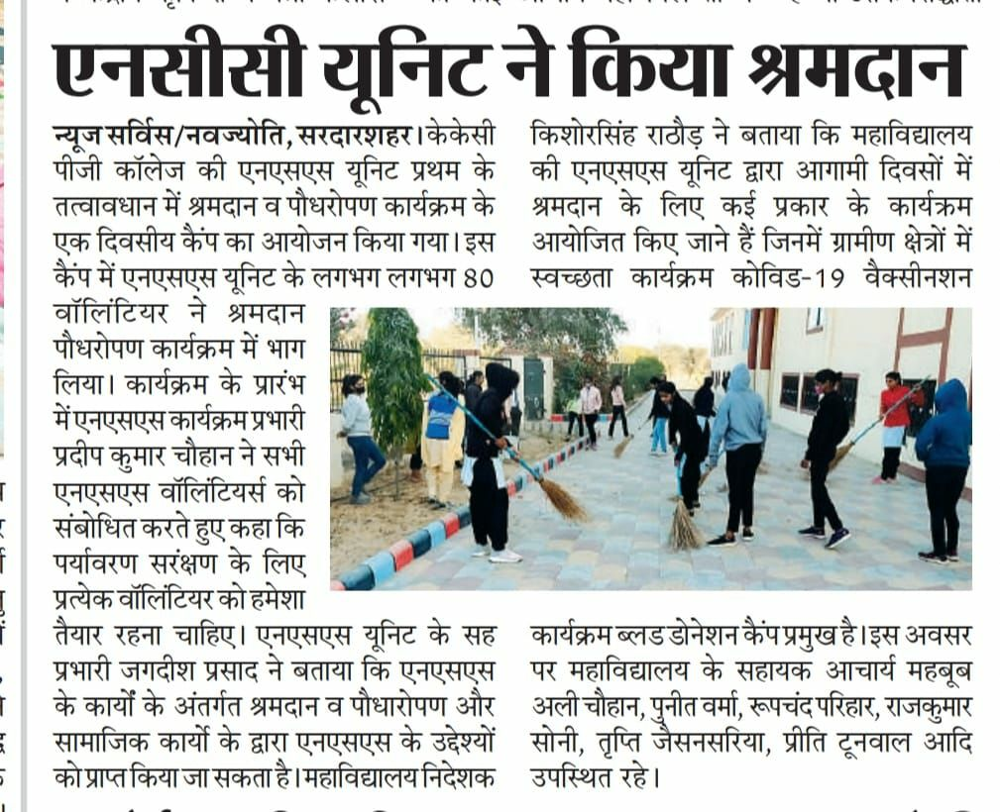 एनसीसी यूनिट ने किया श्रमदान
न्यूज सर्विस/नवज्योति, सरदारशहर। केकेसी
पीजी कॉलेज की एनएसएस यूनिट प्रथम के
तत्वावधान में श्रमदान व पौधरोपण कार्यक्रम के
एक दिवसीय कैंप का आयोजन किया गया। इस
कैंप में एनएसएस यूनिट के लगभग लगभग 80
वॉलिंटियर ने श्रमदान
पौधरोपण कार्यक्रम में भाग
लिया। कार्यक्रम के प्रारंभ
में एनएसएस कार्यक्रम प्रभारी
प्रदीप कुमार चौहान ने सभी
एनएसएस वॉलिंटियर्स को
संबोधित करते हुए कहा कि
पर्यावरण सरंक्षण के लिए
प्रत्येक वॉलिंटियर को हमेशा
तैयार रहना चाहिए। एनएसएस यूनिट के सह
प्रभारी जगदीश प्रसाद ने बताया कि एनएसएस
के कार्यों के अंतर्गत श्रमदान व पौधारोपण और
सामाजिक कार्यो के द्वारा एनएसएस के उद्देश्यों
को प्राप्त किया जा सकता है। महाविद्यालय निदेशक
किशोरसिंह राठौड़ ने बताया कि महाविद्यालय
की एनएसएस यूनिट द्वारा आगामी दिवसों में
श्रमदान के लिए कई प्रकार के कार्यक्रम
आयोजित किए जाने हैं जिनमें ग्रामीण क्षेत्रों में
स्वच्छता कार्यक्रम कोविड-19 वैक्सीनशन
कार्यक्रम ब्लड डोनेशन कैंप प्रमुख है। इस अवसर
पर महाविद्यालय के सहायक आचार्य महबूब
अली चौहान, पुनीत वर्मा, रूपचंद परिहार, राजकुमार
सोनी, तृप्ति जैसनसरिया, प्रीति टूनवाल आदि
उपस्थित रहे।